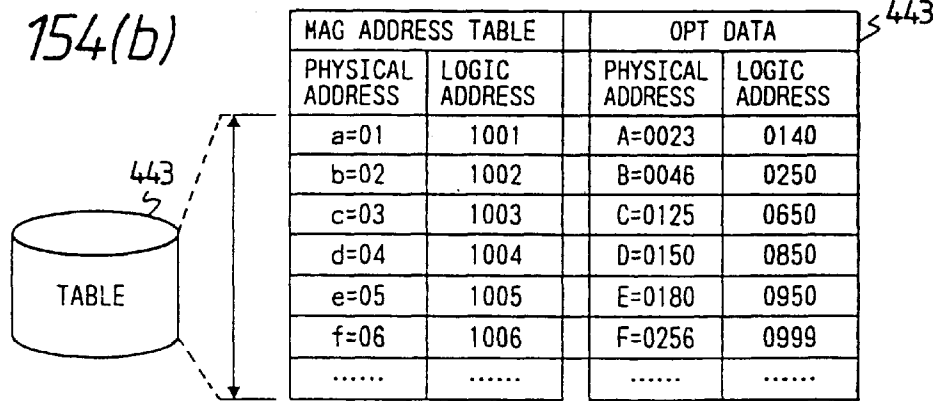 154(b)
443
MAG ADDRESS TABLE OPT DATA
PHYSICAL ADDRESS LOGIC ADDRESS PHYSICAL ADDRESS LOGIC ADDRESS
a=01 1001 A=0023 0140
b=02 1002 B=0046 0250
c=03 1003 C=0125 0650
d=04 1004 D=0150 0850
e=05 1005 E=0180 0950
f=06 1006 F=0256 0999
...... ...... ...... ......
443
TABLE